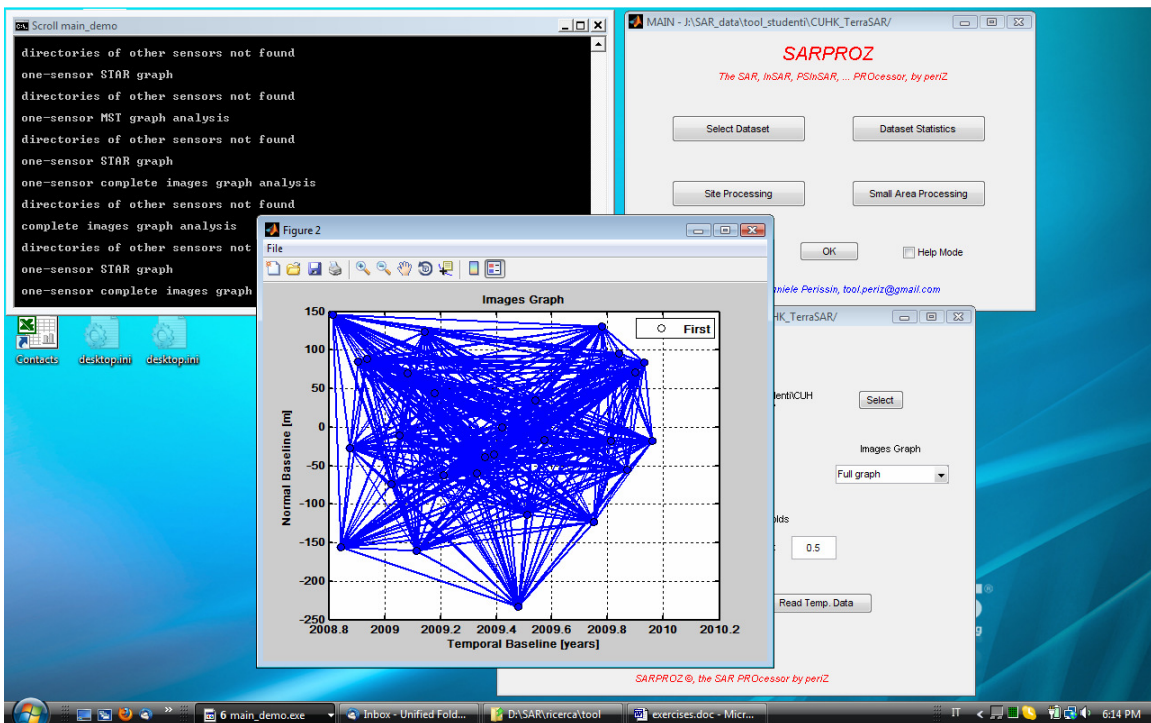 Scroll main_demo
directories of other sensors not found
one-sensor STAR graph
directories of other sensors not found
one-sensor MST graph analysis
directories of other sensors not found
one-sensor STAR graph
one-sensor complete images graph analysis
directories of other sensors not found
complete images graph analysis
directories of other sensors not
one-sensor STAR graph
one-sensor complete images graph
MAIN - J:\SAR_data\tool_studenti\CUHK_TerraSAR/
SARPROZ
The SAR, InSAR, PSInSAR, ... PROcessor, by periZ
Select Dataset
Dataset Statistics
Site Processing
Small Area Processing
OK
Help Mode
aniele Perissin, tool.periz@gmail.com
Contacts
desktop.ini
desktop.ini
Figure 2
File
Images Graph
First
150
100
50
0
-50
-100
-150
-200
-250
Normal Baseline [m]
2008.8 2009 2009.2 2009.4 2009.6 2009.8 2010 2010.2
Temporal Baseline [years]
HK_TerraSAR/
denti\CUH
Select
Images Graph
Full graph
olds
0.5
Read Temp. Data
SARPROZ ©, the SAR PROcessor by periZ
6 main_demo.exe
Inbox - Unified Fold...
D:\SAR\ricerca\tool
exercises.doc - Micr...
IT
6:14 PM